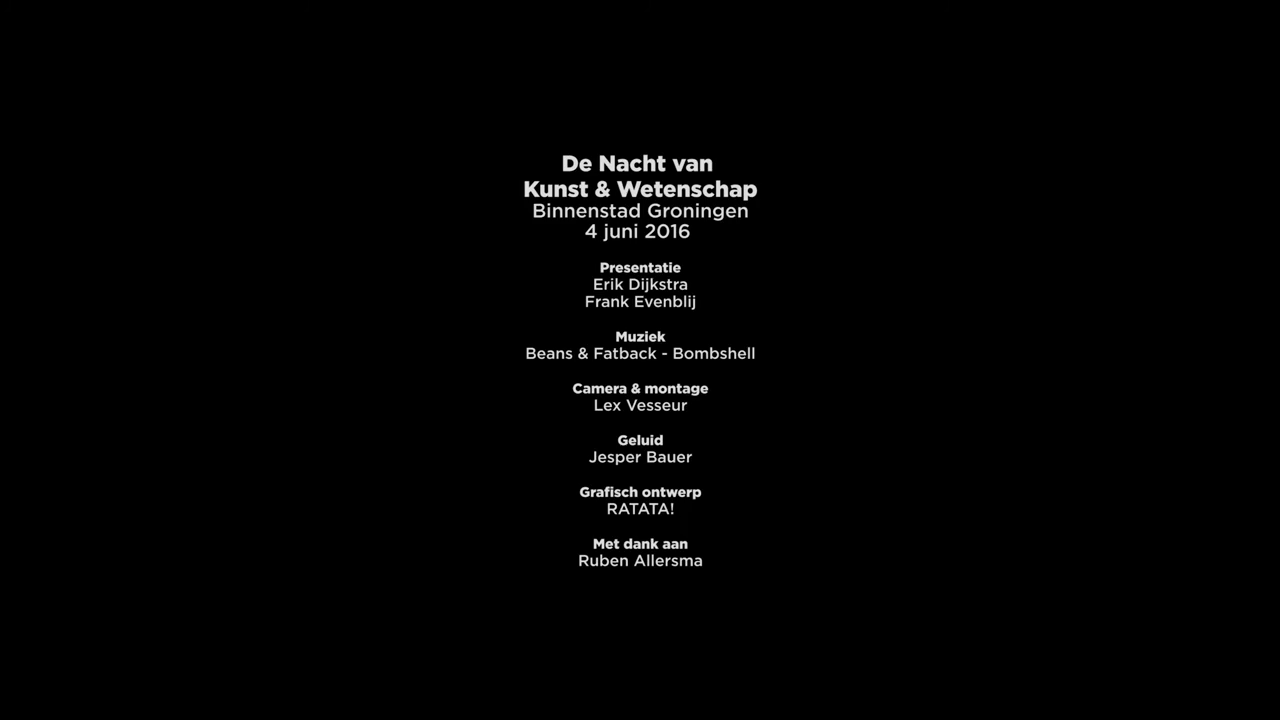 De Nacht van
Kunst & Wetenschap
Binnenstad Groningen
4 juni 2016
Presentatie
Erik Dijkstra
Frank Evenblij
Muziek
Beans & Fatback - Bombshell
Camera & montage
Lex Vesseur
Geluid
Jesper Bauer
Grafisch ontwerp
RATATA!
Met dank aan
Ruben Allersma